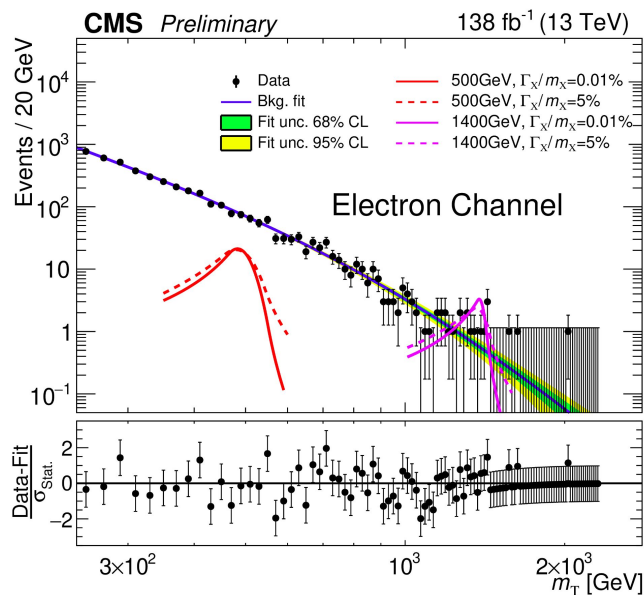 CMS Preliminary 138 fb⁻¹ (13 TeV)
Events / 20 GeV
10⁴
10³
10²
10
1
10⁻¹
Data
Bkg. fit
Fit unc. 68% CL
Fit unc. 95% CL
500GeV, Γ_X/m_X=0.01%
500GeV, Γ_X/m_X=5%
1400GeV, Γ_X/m_X=0.01%
1400GeV, Γ_X/m_X=5%
Electron Channel
Data-Fit
σ_Stat.
2
0
−2
3×10² 10³ 2×10³
m_T [GeV]